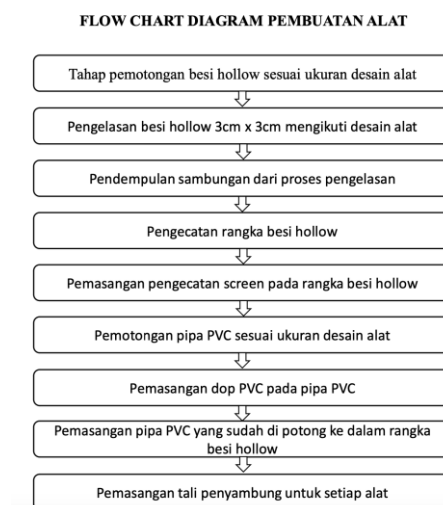 FLOW CHART DIAGRAM PEMBUATAN ALAT
Tahap pemotongan besi hollow sesuai ukuran desain alat
Pengelasan besi hollow 3cm x 3cm mengikuti desain alat
Pendempulan sambungan dari proses pengelasan
Pengecatan rangka besi hollow
Pemasangan pengecatan screen pada rangka besi hollow
Pemotongan pipa PVC sesuai ukuran desain alat
Pemasangan dop PVC pada pipa PVC
Pemasangan pipa PVC yang sudah di potong ke dalam rangka
besi hollow
Pemasangan tali penyambung untuk setiap alat